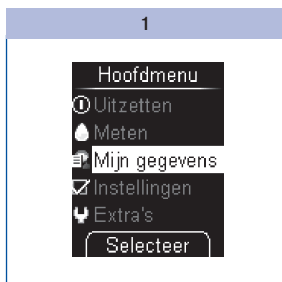 1
Hoofdmenu
Uitzetten
Meten
Mijn gegevens
Instellingen
Extra's
Selecteer